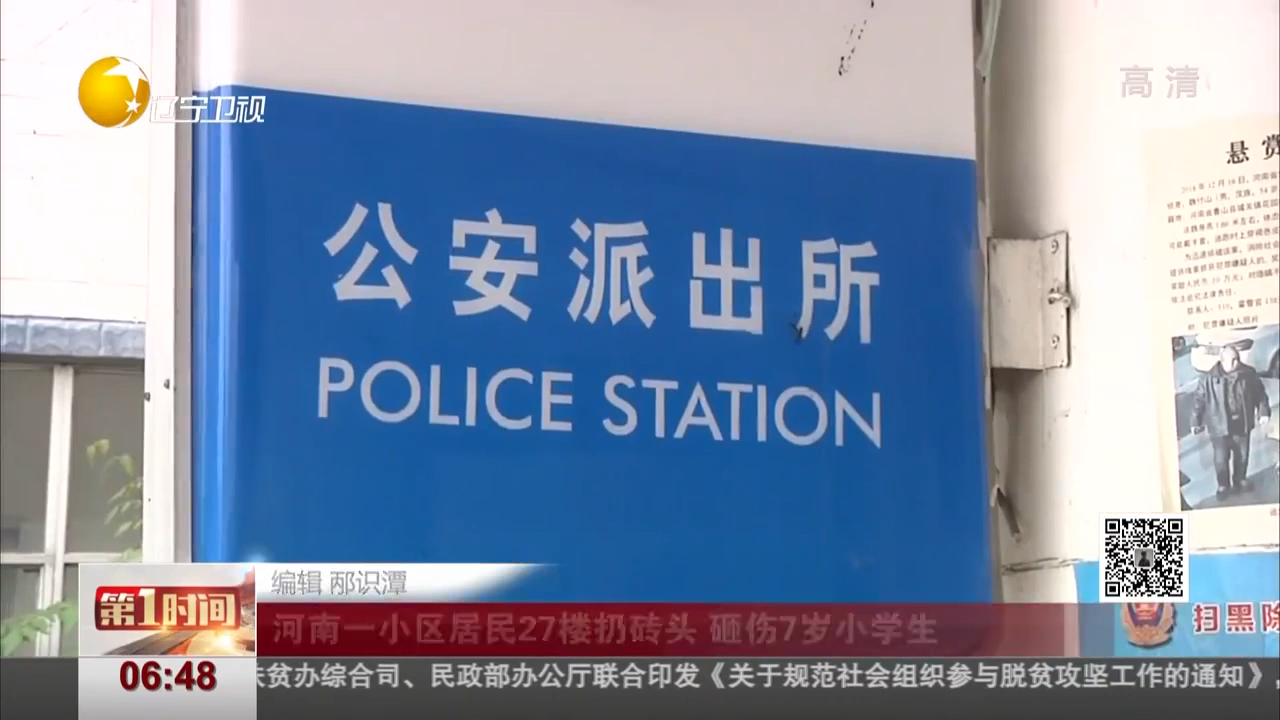 辽宁卫视
高清
公安派出所
POLICE STATION
悬赏
编辑 邴识潭
河南一小区居民27楼扔砖头 砸伤7岁小学生
第1时间
06:48
扶贫办综合司、民政部办公厅联合印发《关于规范社会组织参与脱贫攻坚工作的通知》，
扫黑除